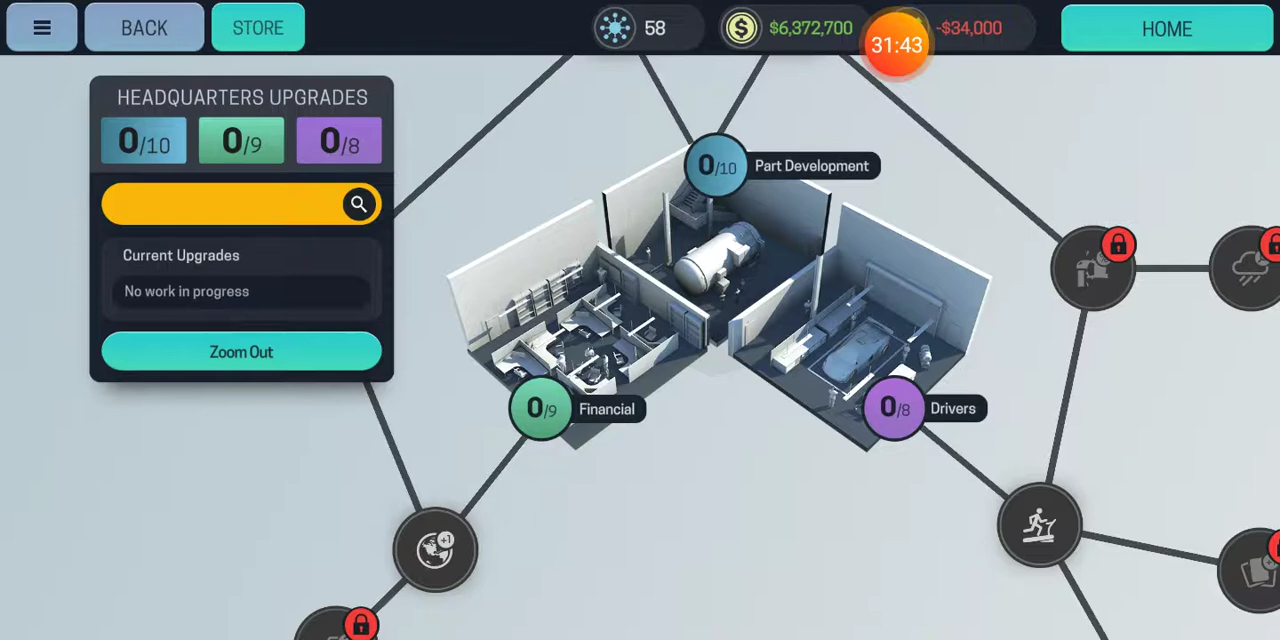 BACK
STORE
58
$6,372,700
31:43
-$34,000
HOME
HEADQUARTERS UPGRADES
0/10
0/9
0/8
Current Upgrades
No work in progress
Zoom Out
0/10
Part Development
0/9
Financial
0/8
Drivers
+1